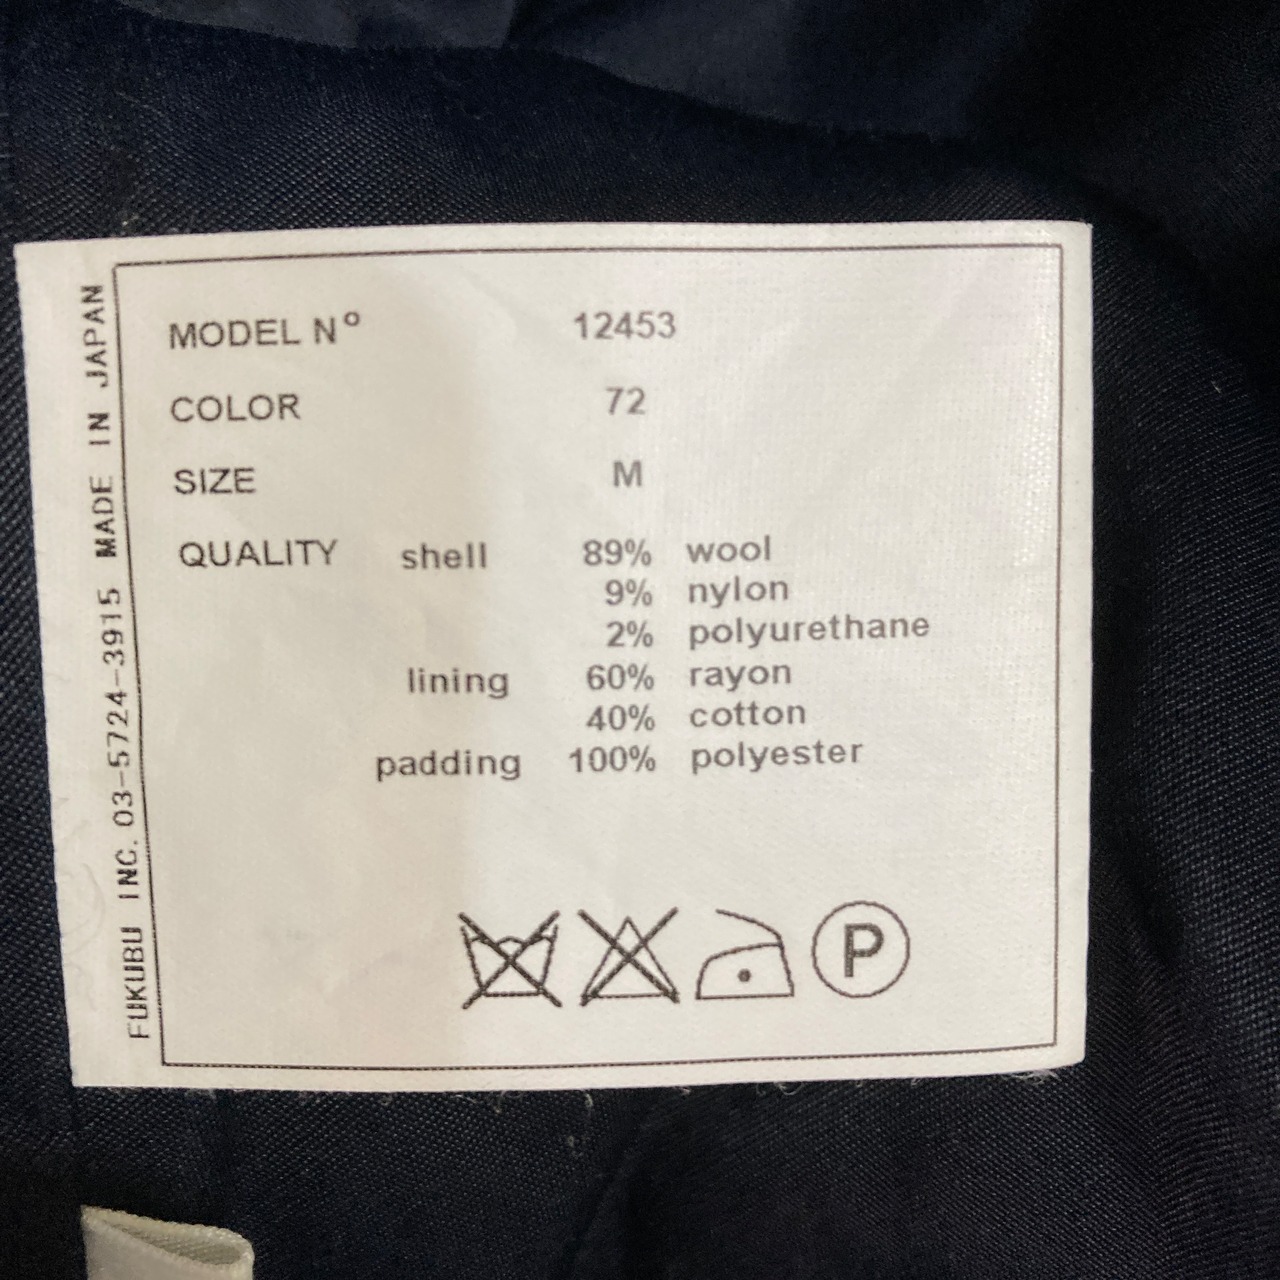 MODEL Nº 12453
COLOR 72
SIZE M
QUALITY shell 89% wool
9% nylon
2% polyurethane
lining 60% rayon
40% cotton
padding 100% polyester
P
FUKUBU INC. 03-5724-3915 MADE IN JAPAN